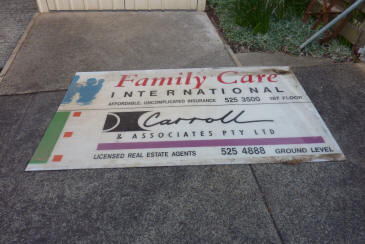 Family Care
INTERNATIONAL
AFFORDABLE, UNCOMPLICATED INSURANCE 525 3500 1ST FLOOR
Carroll
& ASSOCIATES PTY LTD
LICENSED REAL ESTATE AGENTS 525 4888 GROUND LEVEL